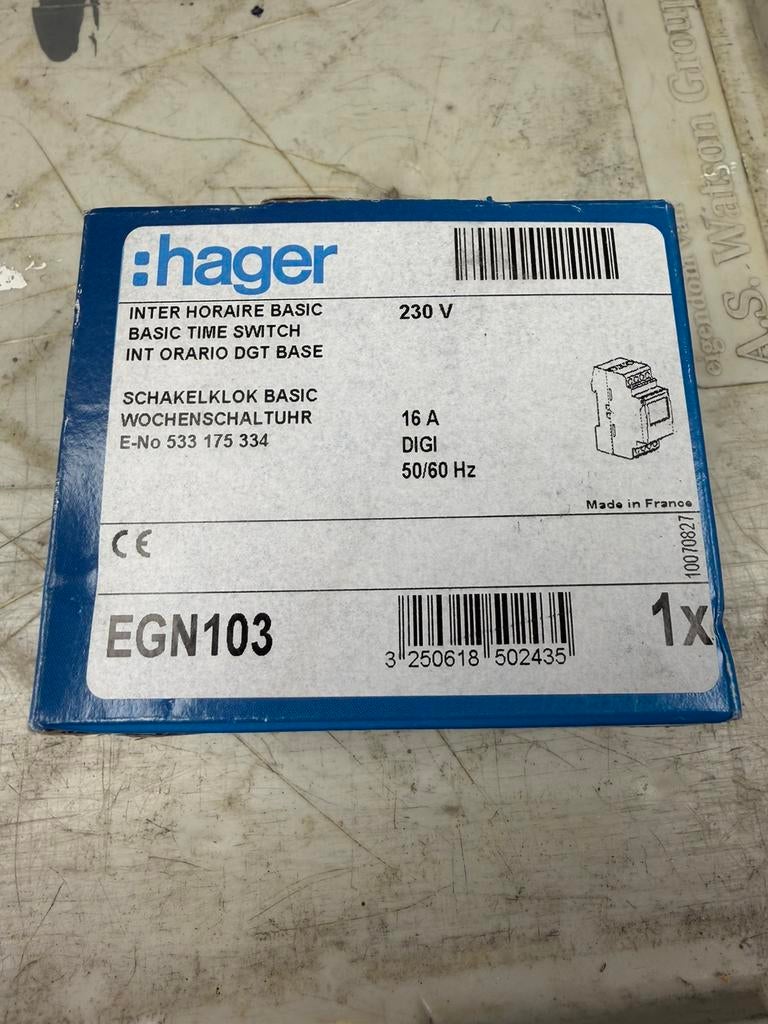 :hager
INTER HORAIRE BASIC 230 V
BASIC TIME SWITCH
INT ORARIO DGT BASE
SCHAKELKLOK BASIC
WOCHENSCHALTUHR 16 A
E-No 533 175 334 DIGI
50/60 Hz
Made in France
10070827
CE
EGN103
3 250618 502435
1x
A.S. Watson Group